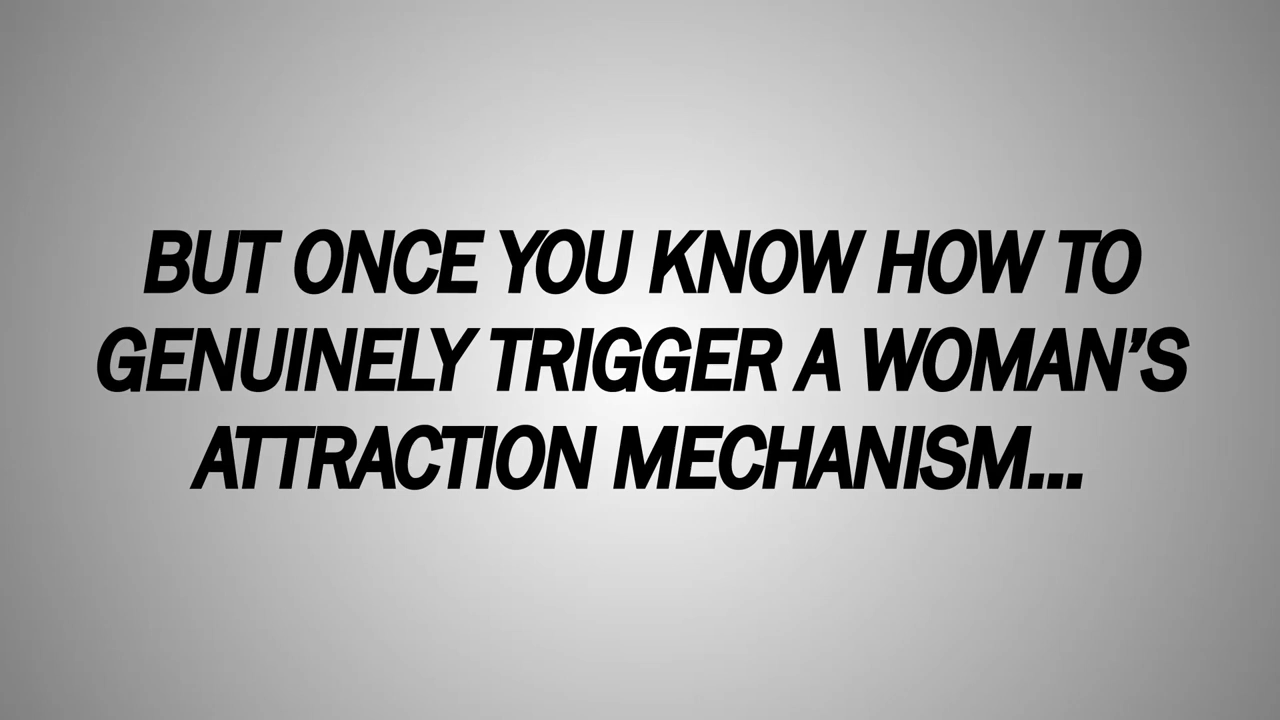 BUT ONCE YOU KNOW HOW TO
GENUINELY TRIGGER A WOMAN’S
ATTRACTION MECHANISM...